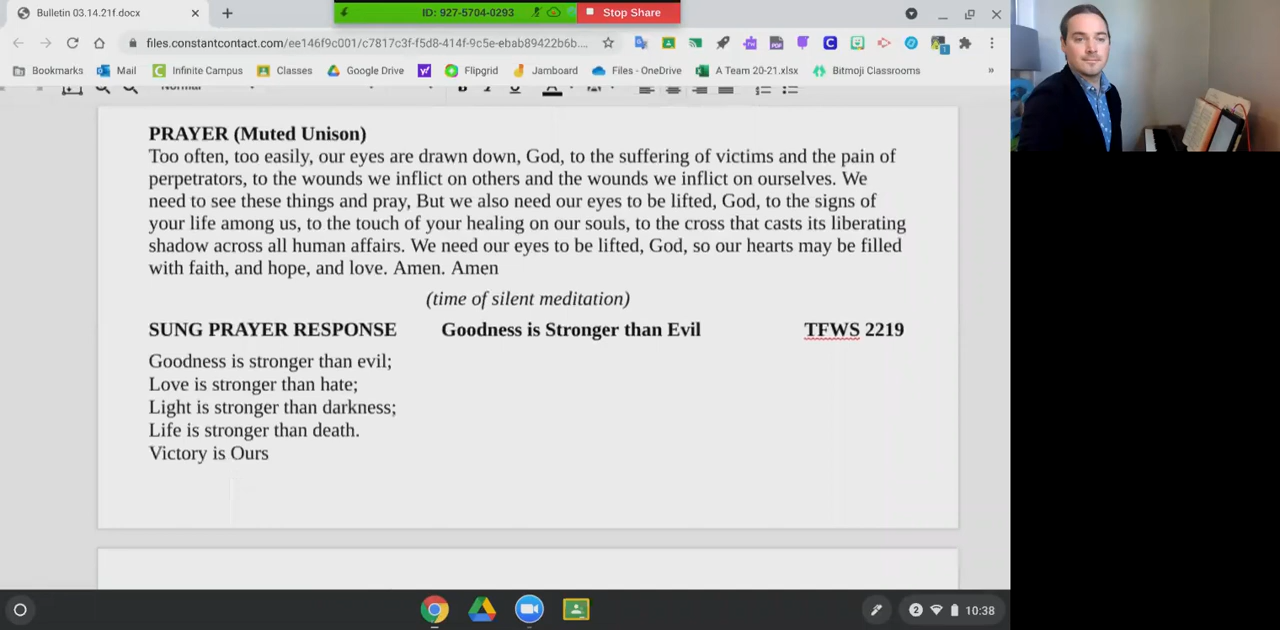 Bulletin 03.14.21f.docx
ID: 927-5704-0293
Stop Share
files.constantcontact.com/ee146f9c001/c7817c3f-f5d8-414f-9c5e-ebab89422b6b....
Bookmarks Mail Infinite Campus Classes Google Drive Flipgrid Jamboard Files - OneDrive A Team 20-21.xlsx Bitmoji Classrooms »
Normal B I U A
PRAYER (Muted Unison)
Too often, too easily, our eyes are drawn down, God, to the suffering of victims and the pain of
perpetrators, to the wounds we inflict on others and the wounds we inflict on ourselves. We
need to see these things and pray, But we also need our eyes to be lifted, God, to the signs of
your life among us, to the touch of your healing on our souls, to the cross that casts its liberating
shadow across all human affairs. We need our eyes to be lifted, God, so our hearts may be filled
with faith, and hope, and love. Amen. Amen
(time of silent meditation)
SUNG PRAYER RESPONSE Goodness is Stronger than Evil TFWS 2219
Goodness is stronger than evil;
Love is stronger than hate;
Light is stronger than darkness;
Life is stronger than death.
Victory is Ours
2 10:38